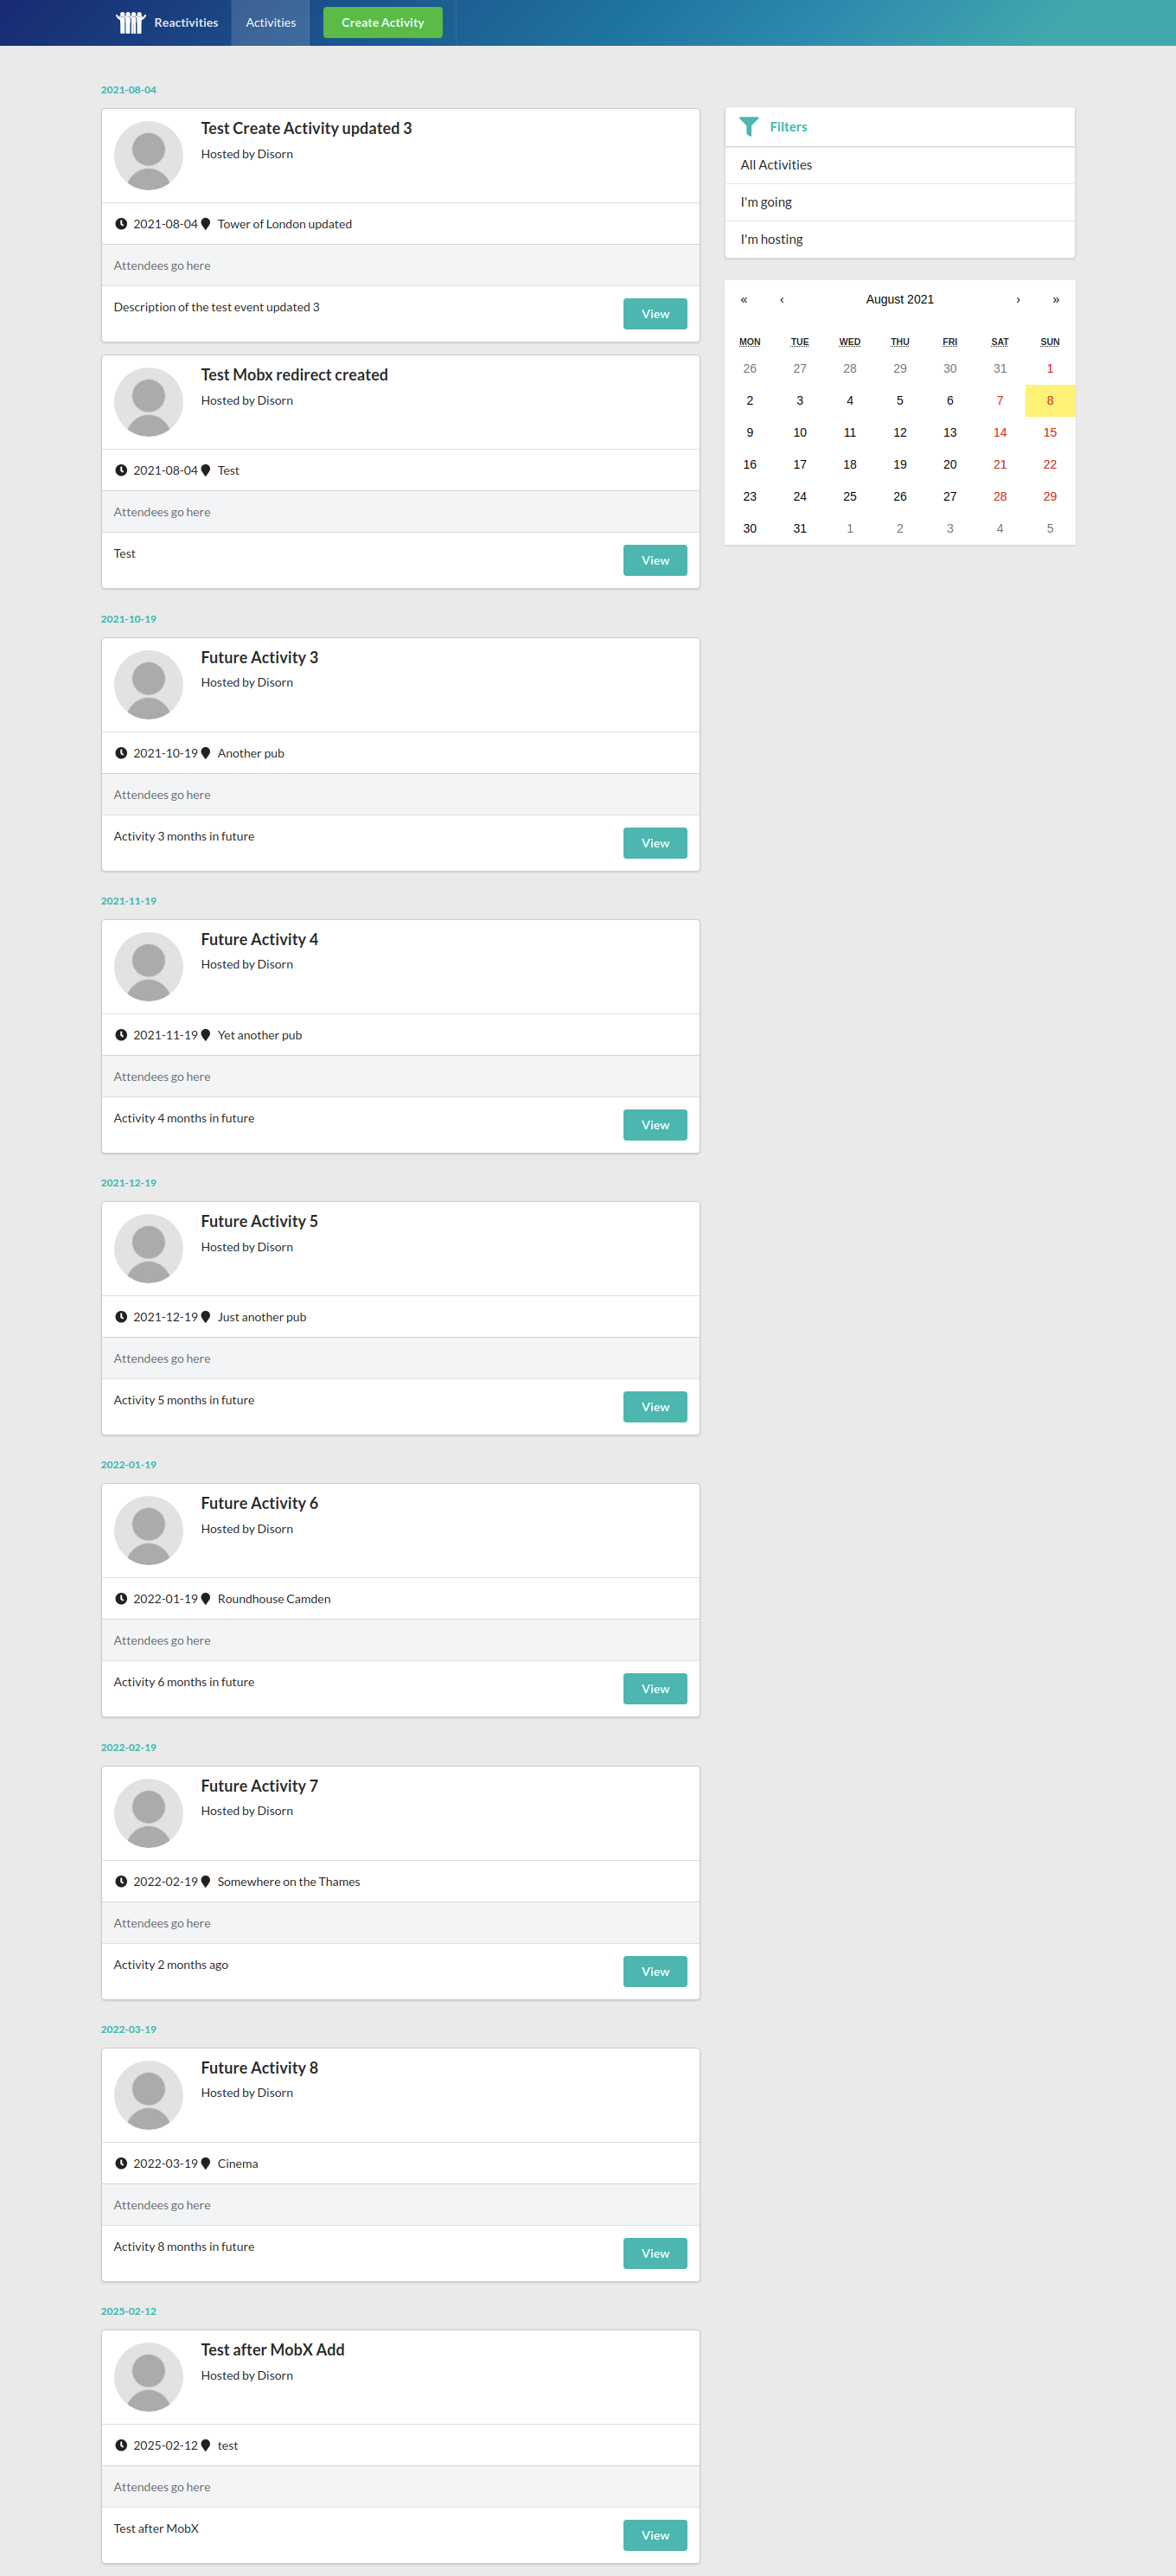 Reactivities Activities Create Activity
2021-08-04
Test Create Activity updated 3
Hosted by Disorn
2021-08-04 Tower of London updated
Attendees go here
Description of the test event updated 3 View
Test Mobx redirect created
Hosted by Disorn
2021-08-04 Test
Attendees go here
Test View
2021-10-19
Future Activity 3
Hosted by Disorn
2021-10-19 Another pub
Attendees go here
Activity 3 months in future View
2021-11-19
Future Activity 4
Hosted by Disorn
2021-11-19 Yet another pub
Attendees go here
Activity 4 months in future View
2021-12-19
Future Activity 5
Hosted by Disorn
2021-12-19 Just another pub
Attendees go here
Activity 5 months in future View
2022-01-19
Future Activity 6
Hosted by Disorn
2022-01-19 Roundhouse Camden
Attendees go here
Activity 6 months in future View
2022-02-19
Future Activity 7
Hosted by Disorn
2022-02-19 Somewhere on the Thames
Attendees go here
Activity 2 months ago View
2022-03-19
Future Activity 8
Hosted by Disorn
2022-03-19 Cinema
Attendees go here
Activity 8 months in future View
2025-02-12
Test after MobX Add
Hosted by Disorn
2025-02-12 test
Attendees go here
Test after MobX View
Filters
All Activities
I'm going
I'm hosting
« ‹ August 2021 › »
MON TUE WED THU FRI SAT SUN
26 27 28 29 30 31 1
2 3 4 5 6 7 8
9 10 11 12 13 14 15
16 17 18 19 20 21 22
23 24 25 26 27 28 29
30 31 1 2 3 4 5